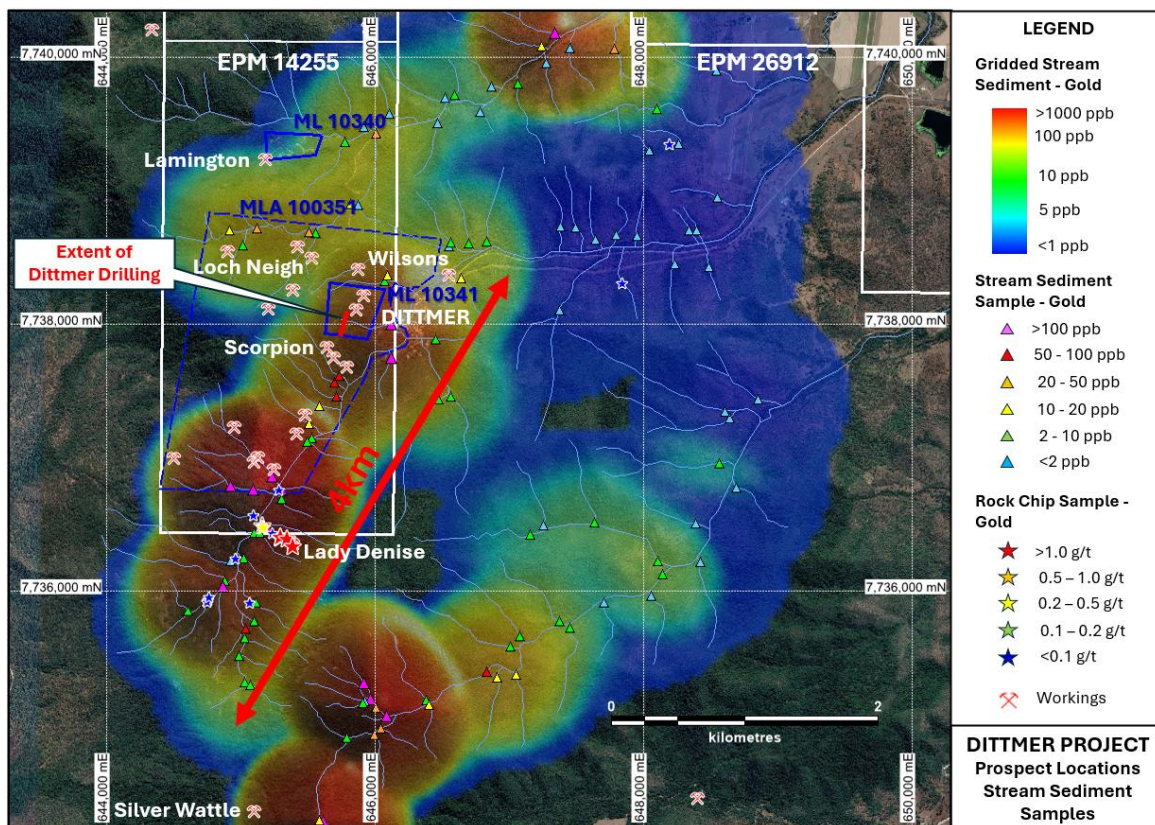 644,000 mE
646,000 mE
648,000 mE
650,000 mE
7,740,000 mN
7,740,000 mN
EPM 14255
EPM 26912
ML 10340
Lamington
MLA 100351
Extent of
Dittmer Drilling
Loch Neigh
Wilsons
ML 10341
DITTMER
7,738,000 mN
7,738,000 mN
Scorpion
4km
Lady Denise
7,736,000 mN
7,736,000 mN
0
2
kilometres
Silver Wattle
644,000 mE
646,000 mE
648,000 mE
650,000 mE
LEGEND
Gridded Stream
Sediment - Gold
>1000 ppb
100 ppb
10 ppb
5 ppb
<1 ppb
Stream Sediment
Sample - Gold
>100 ppb
50 - 100 ppb
20 - 50 ppb
10 - 20 ppb
2 - 10 ppb
<2 ppb
Rock Chip Sample -
Gold
>1.0 g/t
0.5 – 1.0 g/t
0.2 – 0.5 g/t
0.1 – 0.2 g/t
<0.1 g/t
Workings
DITTMER PROJECT
Prospect Locations
Stream Sediment
Samples